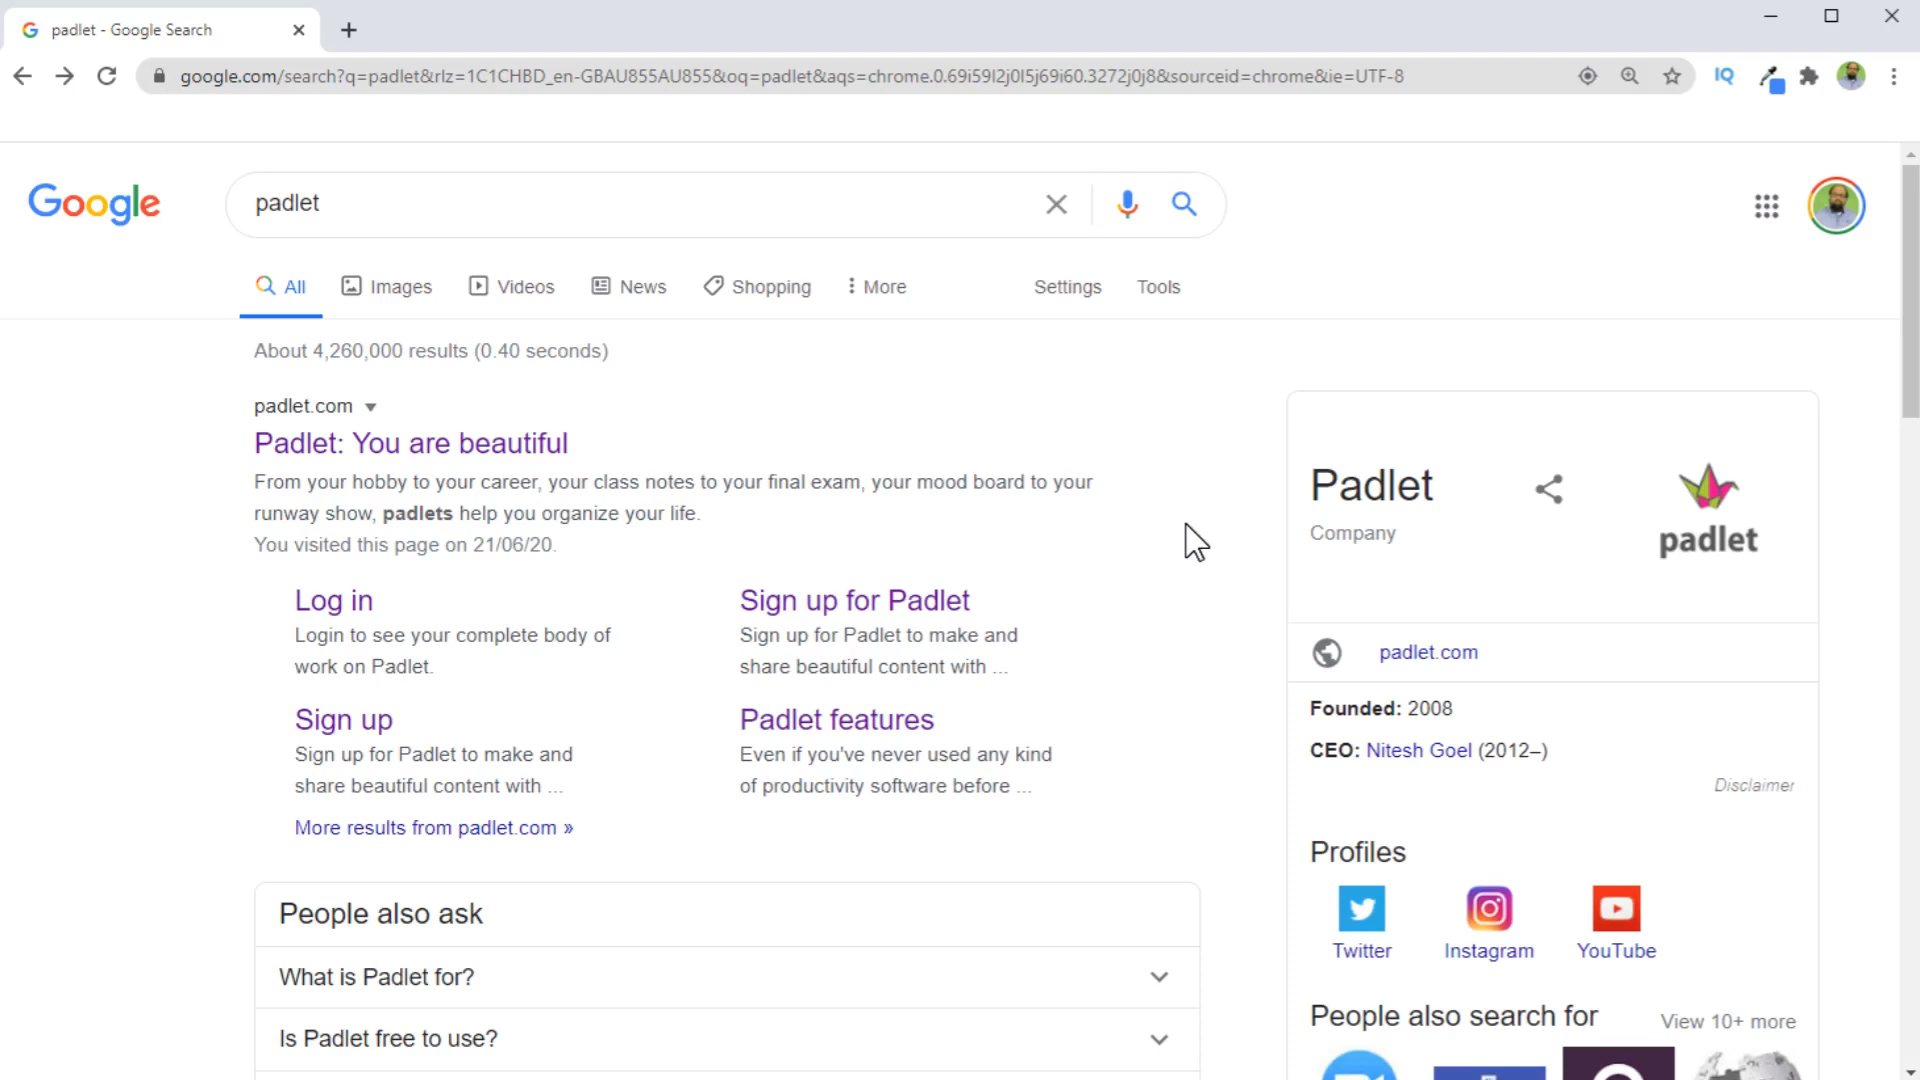 padlet - Google Search
google.com/search?q=padlet&rlz=1C1CHBD_en-GBAU855AU855&oq=padlet&aqs=chrome.0.69i59l2j0l5j69i60.3272j0j8&sourceid=chrome&ie=UTF-8
IQ
Google
padlet
All Images Videos News Shopping More Settings Tools
About 4,260,000 results (0.40 seconds)
padlet.com
Padlet: You are beautiful
From your hobby to your career, your class notes to your final exam, your mood board to your
runway show, padlets help you organize your life.
You visited this page on 21/06/20.
Log in
Login to see your complete body of
work on Padlet.
Sign up for Padlet
Sign up for Padlet to make and
share beautiful content with ...
Sign up
Sign up for Padlet to make and
share beautiful content with ...
Padlet features
Even if you've never used any kind
of productivity software before ...
More results from padlet.com »
People also ask
What is Padlet for?
Is Padlet free to use?
Padlet
Company
padlet
padlet.com
Founded: 2008
CEO: Nitesh Goel (2012–)
Disclaimer
Profiles
Twitter Instagram YouTube
People also search for
View 10+ more